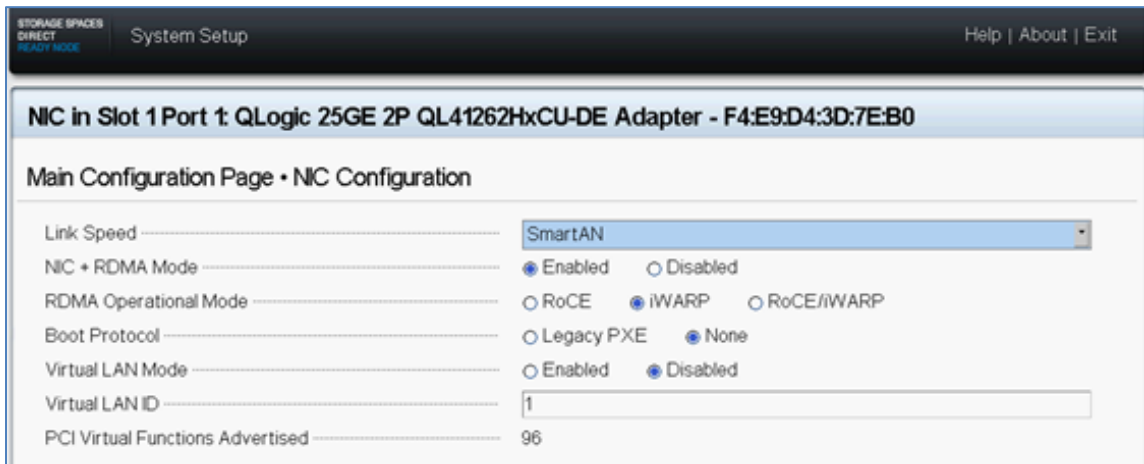 STORAGE SPACES
DIRECT
READY NODE
System Setup
Help | About | Exit
NIC in Slot 1 Port 1: QLogic 25GE 2P QL41262HxCU-DE Adapter - F4:E9:D4:3D:7E:B0
Main Configuration Page • NIC Configuration
Link Speed SmartAN
NIC + RDMA Mode Enabled Disabled
RDMA Operational Mode RoCE iWARP RoCE/iWARP
Boot Protocol Legacy PXE None
Virtual LAN Mode Enabled Disabled
Virtual LAN ID 1
PCI Virtual Functions Advertised 96